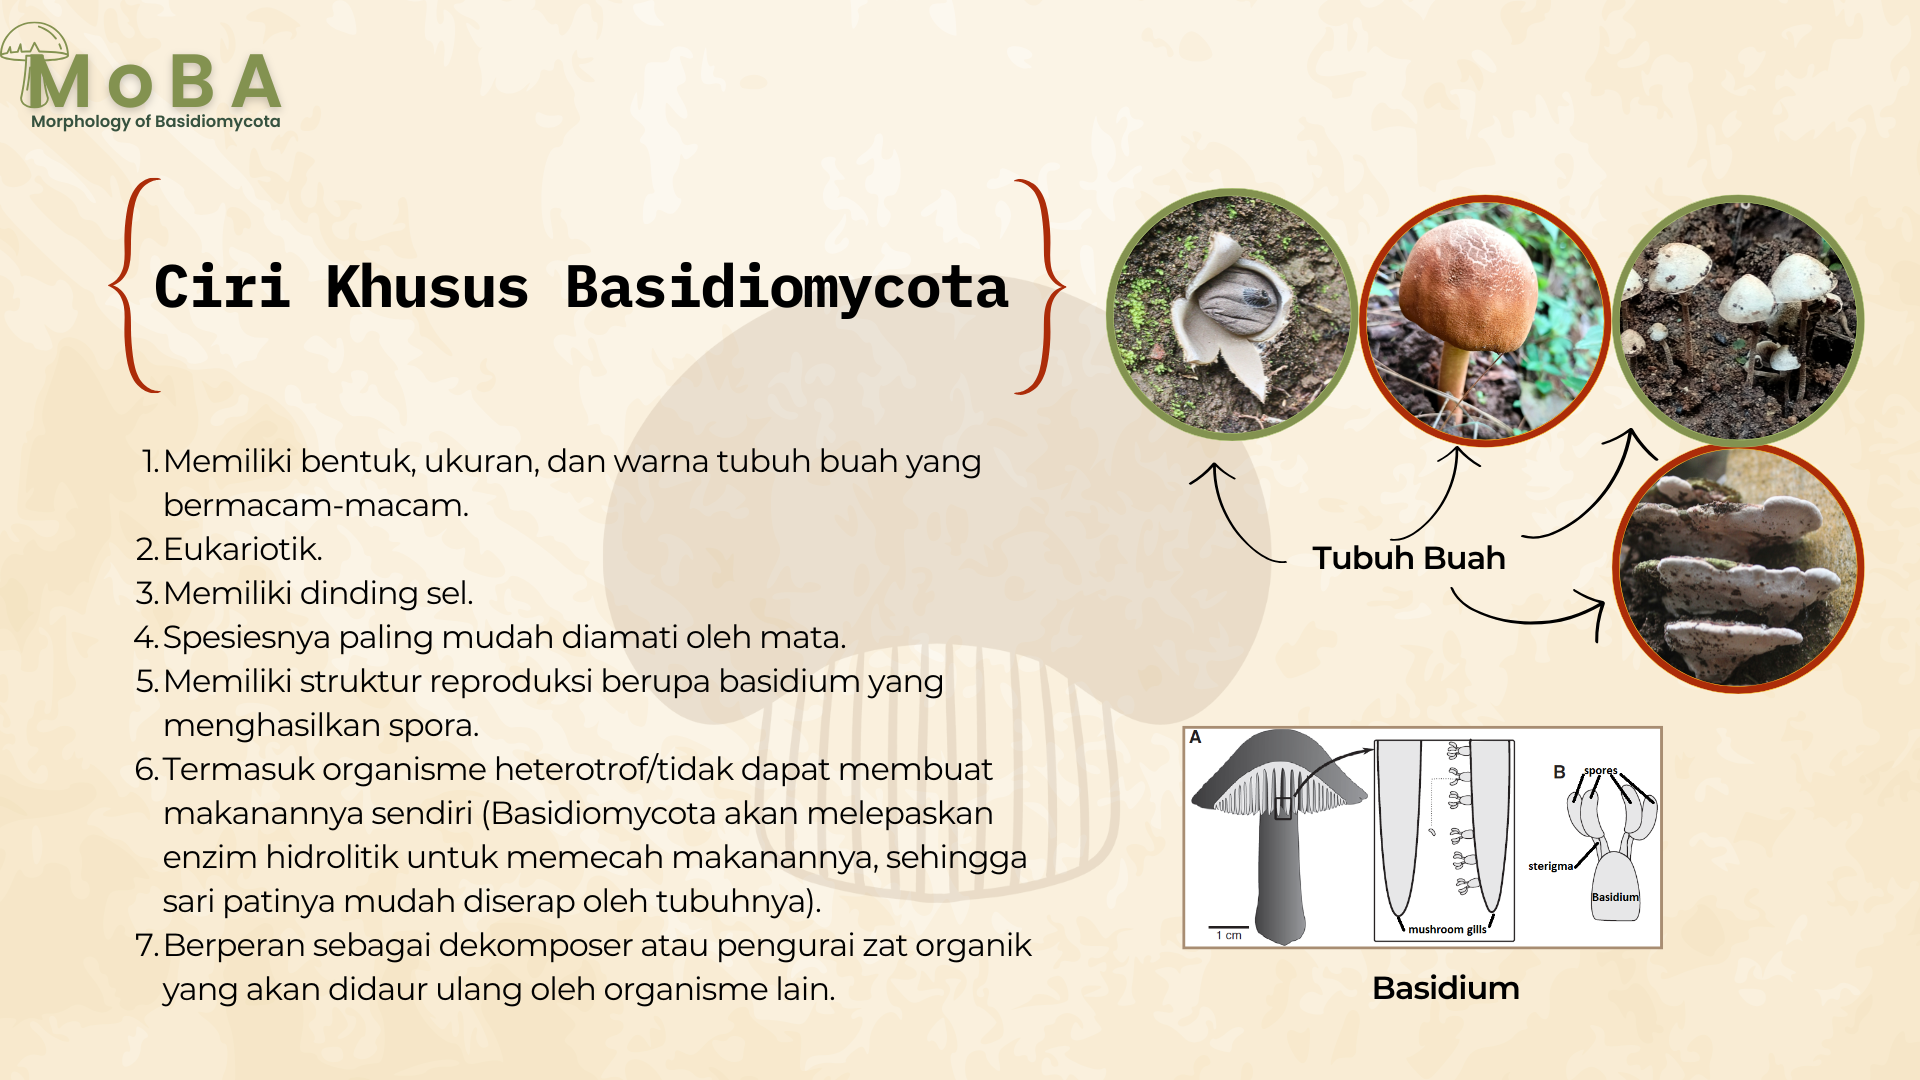 MoBA
Morphology of Basidiomycota
Ciri Khusus Basidiomycota
1. Memiliki bentuk, ukuran, dan warna tubuh buah yang
bermacam-macam.
2. Eukariotik.
3. Memiliki dinding sel.
4. Spesiesnya paling mudah diamati oleh mata.
5. Memiliki struktur reproduksi berupa basidium yang
menghasilkan spora.
6. Termasuk organisme heterotrof/tidak dapat membuat
makanannya sendiri (Basidiomycota akan melepaskan
enzim hidrolitik untuk memecah makanannya, sehingga
sari patinya mudah diserap oleh tubuhnya).
7. Berperan sebagai dekomposer atau pengurai zat organik
yang akan didaur ulang oleh organisme lain.
Tubuh Buah
A
1 cm
mushroom gills
B
spores
sterigma
Basidium
Basidium